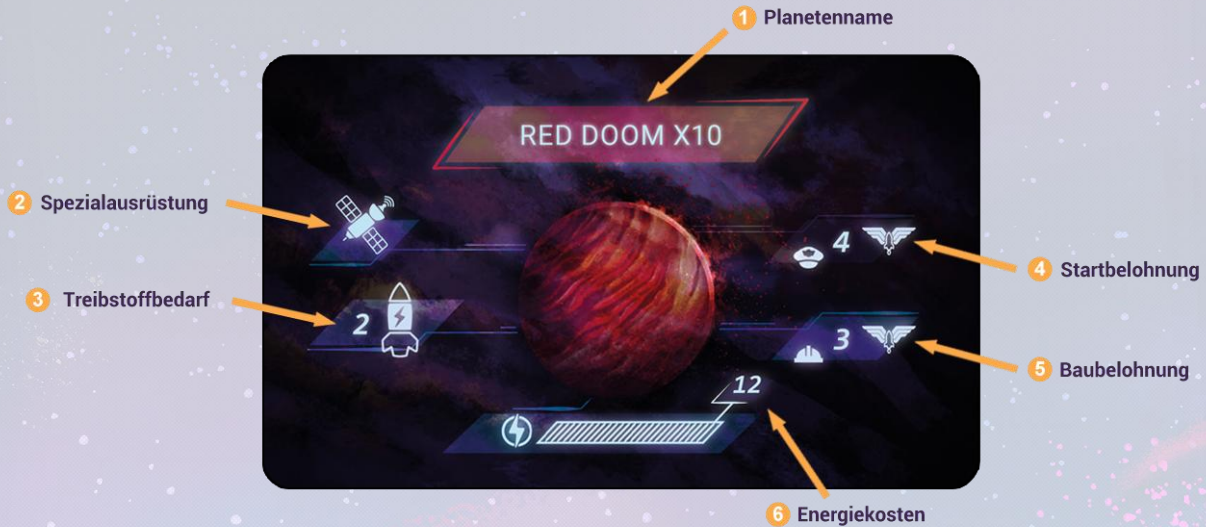 1 Planetenname
RED DOOM X10
2 Spezialausrüstung
4
4 Startbelohnung
3 Treibstoffbedarf
2
3
5 Baubelohnung
12
6 Energiekosten